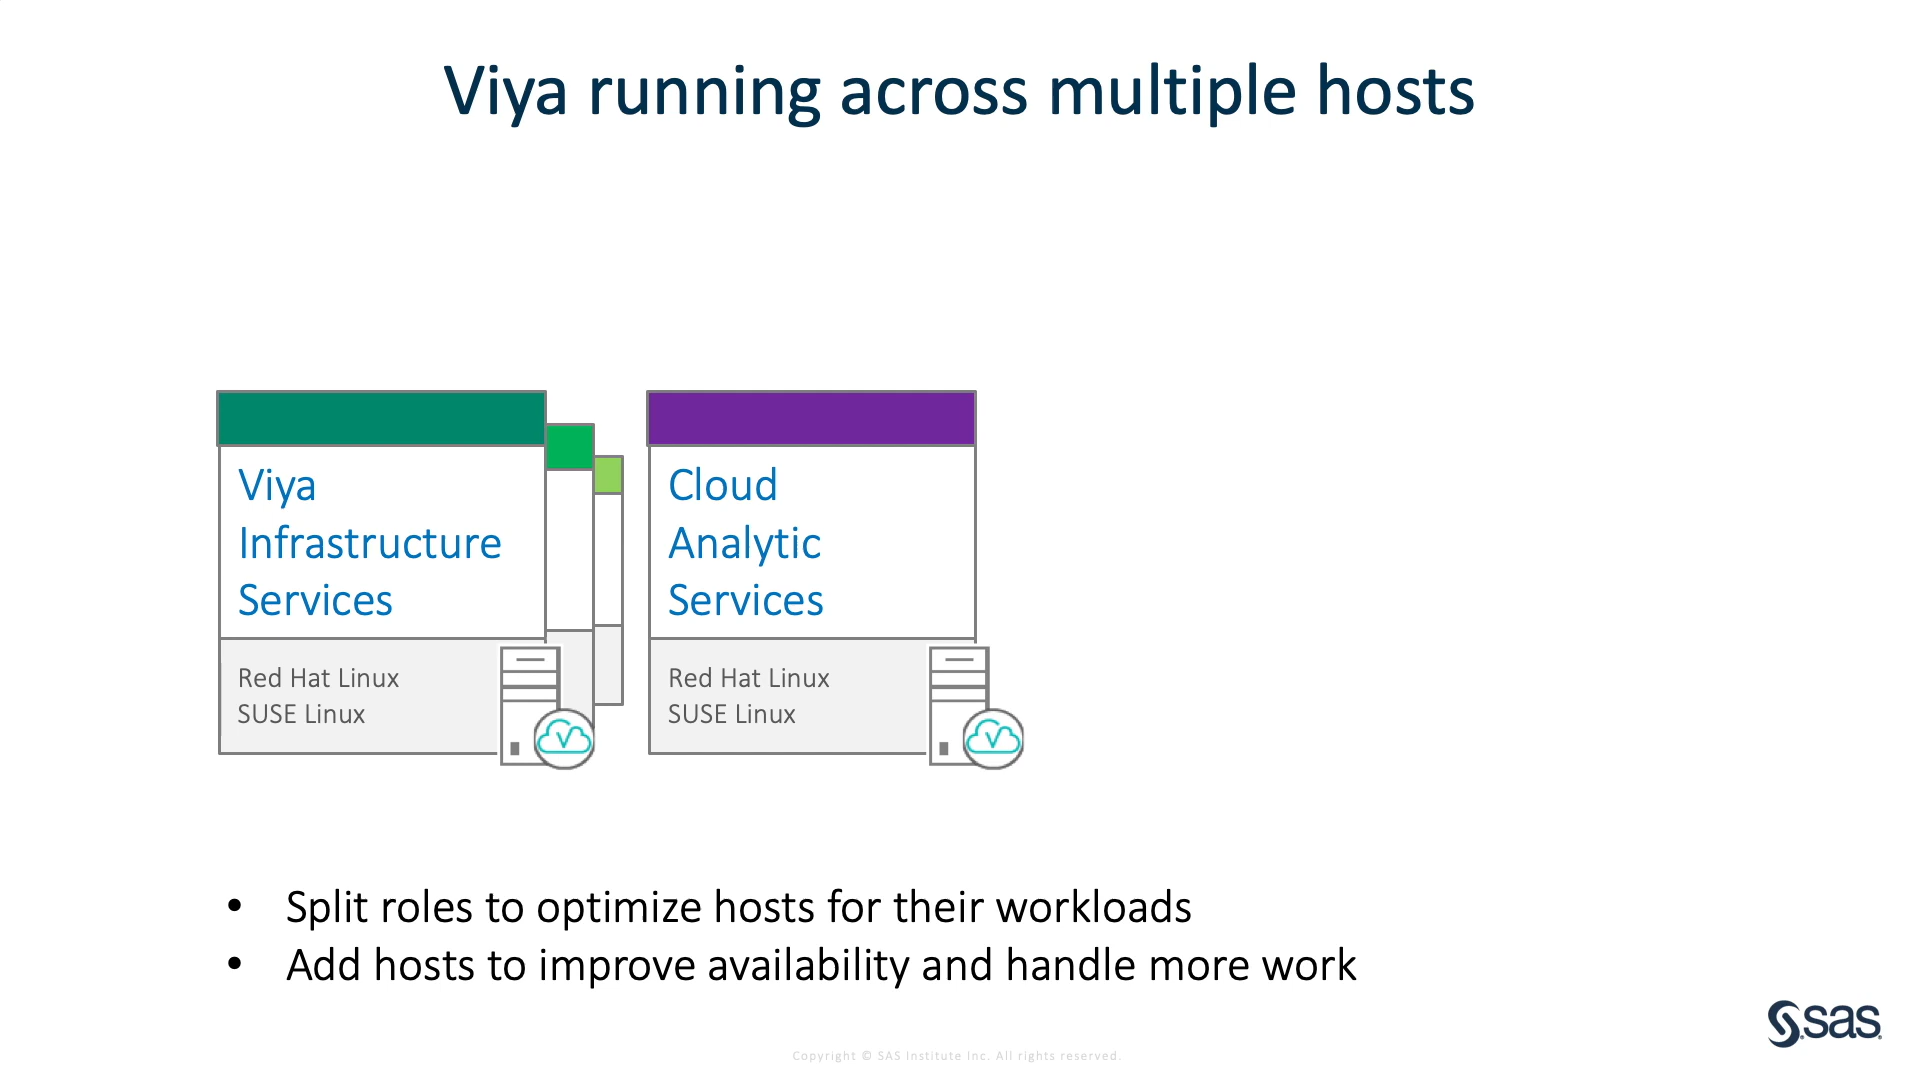 Viya running across multiple hosts
Viya
Infrastructure
Services
Red Hat Linux
SUSE Linux
Cloud
Analytic
Services
Red Hat Linux
SUSE Linux
• Split roles to optimize hosts for their workloads
• Add hosts to improve availability and handle more work
sas
Copyright © SAS Institute Inc. All rights reserved.